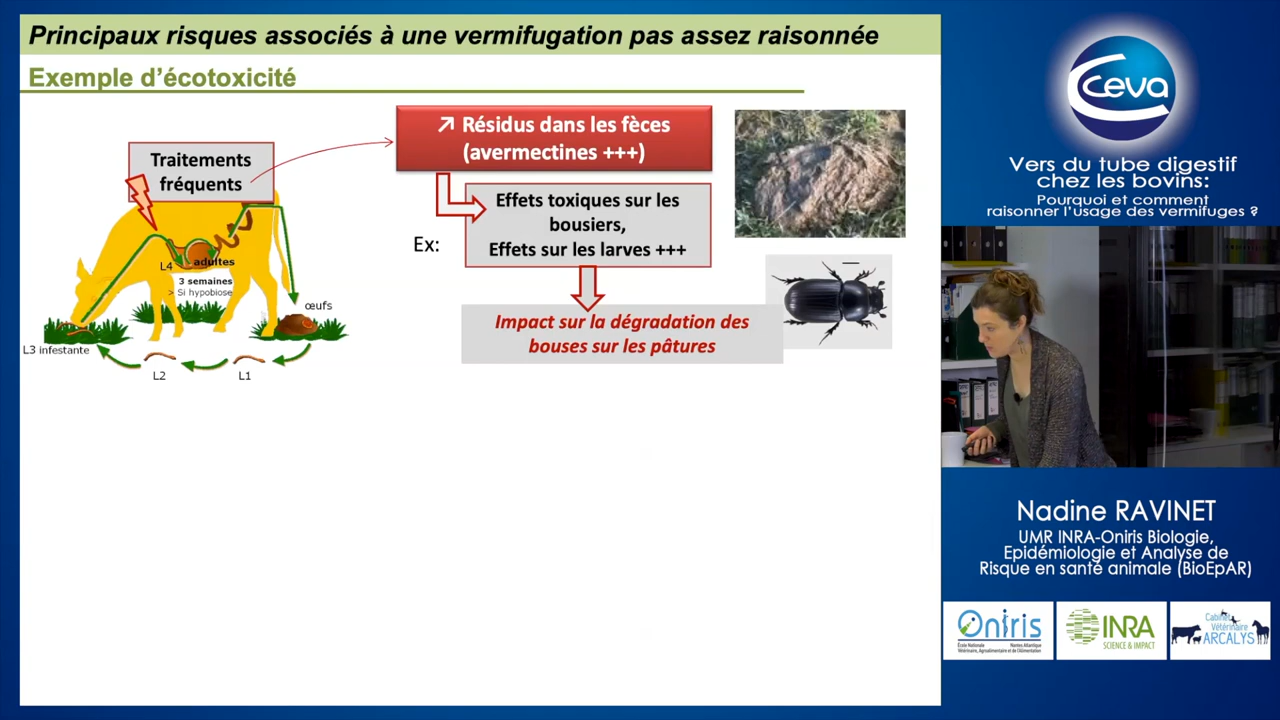 Principaux risques associés à une vermifugation pas assez raisonnée
Exemple d'écotoxicité
Traitements
fréquents
↗ Résidus dans les fèces
(avermectines +++)
Ex:
Effets toxiques sur les
bousiers,
Effets sur les larves +++
Impact sur la dégradation des
bouses sur les pâtures
L4
adultes
3 semaines
> Si hypobiose
œufs
L3 infestante
L2
L1
ceva
Vers du tube digestif
chez les bovins:
Pourquoi et comment
raisonner l'usage des vermifuges ?
Nadine RAVINET
UMR INRA-Oniris Biologie,
Epidémiologie et Analyse de
Risque en santé animale (BioEpAR)
Oniris
École Nationale
Vétérinaire, Agroalimentaire et de l'Alimentation
Nantes Atlantique
INRA
SCIENCE & IMPACT
Cabinet
Vétérinaire
ARCALYS